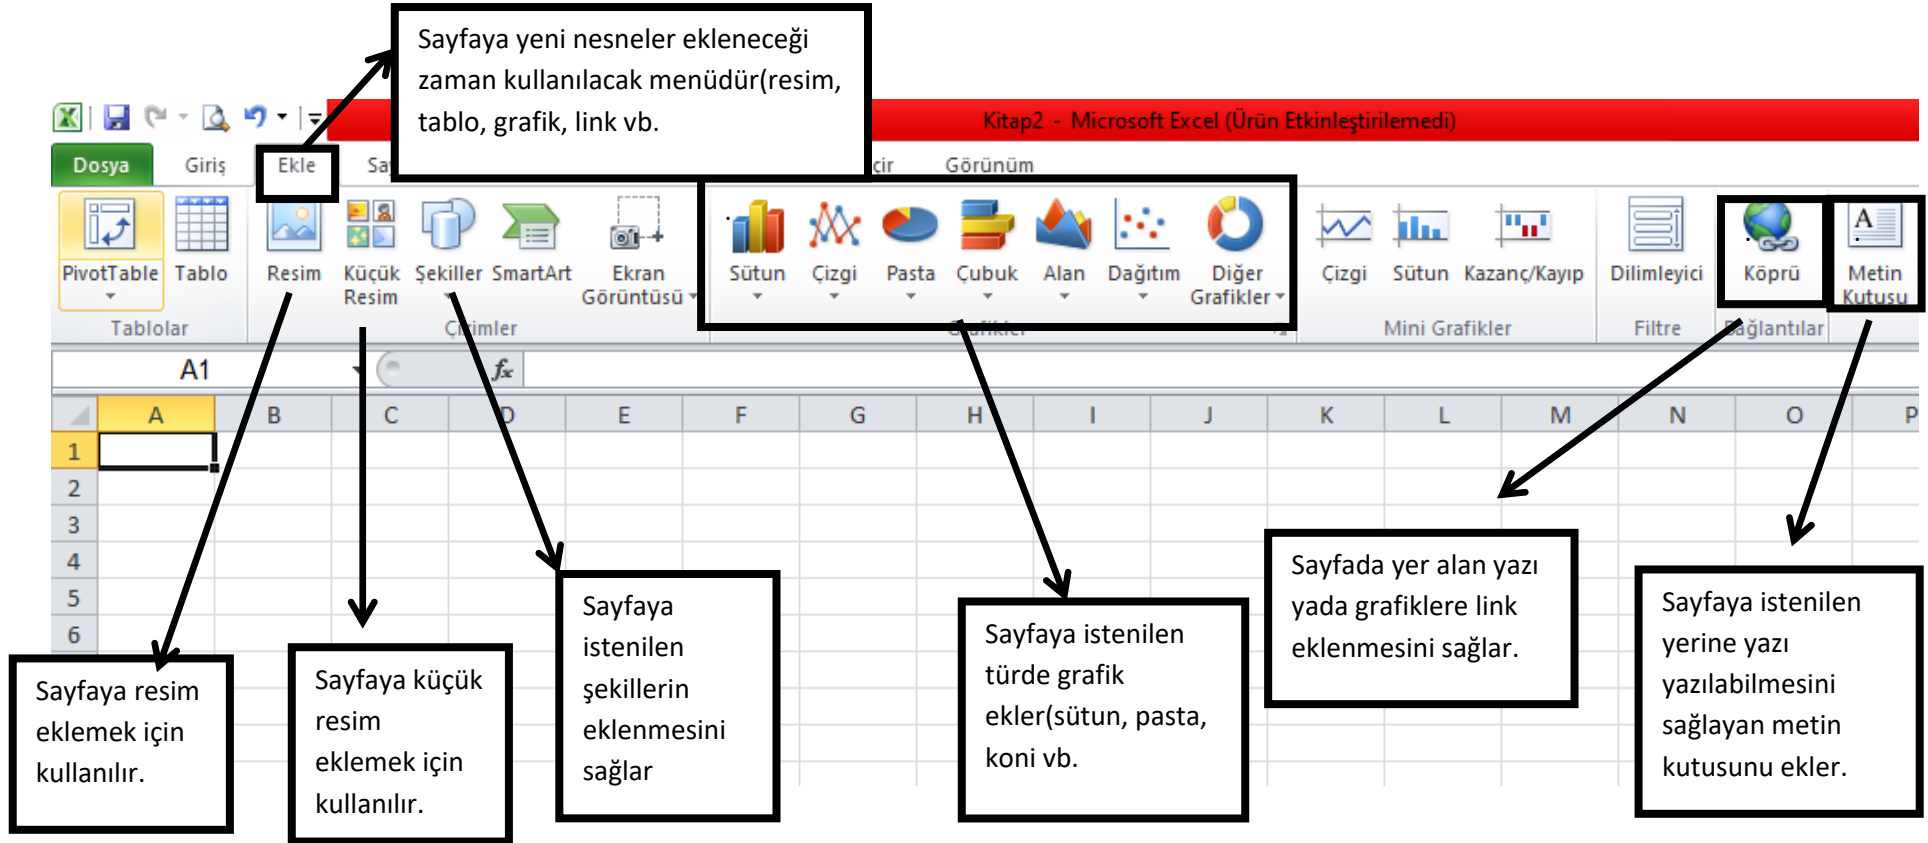 Sayfaya yeni nesneler ekleneceği
zaman kullanılacak menüdür(resim,
tablo, grafik, link vb.
Kitap2 - Microsoft Excel (Ürün Etkinleştirilemedi)
Dosya Giriş Ekle Görünüm
PivotTable Tablo Resim Küçük Resim Şekiller SmartArt Ekran Görüntüsü Sütun Çizgi Pasta Çubuk Alan Dağıtım Diğer Grafikler Çizgi Sütun Kazanç/Kayıp Dilimleyici Köprü Metin Kutusu
Tablolar Çizimler Grafikler Mini Grafikler Filtre Bağlantılar
A1 fx
A B C D E F G H I J K L M N O P
1
2
3
4
5
6
Sayfaya resim
eklemek için
kullanılır.
Sayfaya küçük
resim
eklemek için
kullanılır.
Sayfaya
istenilen
şekillerin
eklenmesini
sağlar
Sayfaya istenilen
türde grafik
ekler(sütun, pasta,
koni vb.
Sayfada yer alan yazı
yada grafiklere link
eklenmesini sağlar.
Sayfaya istenilen
yerine yazı
yazılabilmesini
sağlayan metin
kutusunu ekler.